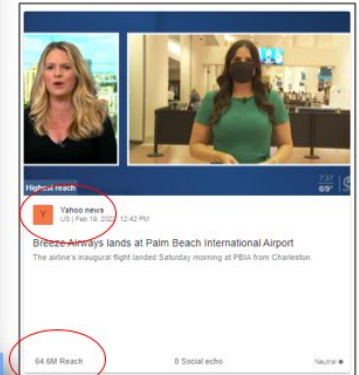 7:37
69°
Highest reach
Y
Yahoo news
US | Feb 19, 2022, 12:42 PM
Breeze Airways lands at Palm Beach International Airport
The airline's inaugural flight landed Saturday morning at PBIA from Charleston.
64.6M Reach
0 Social echo
Neutral